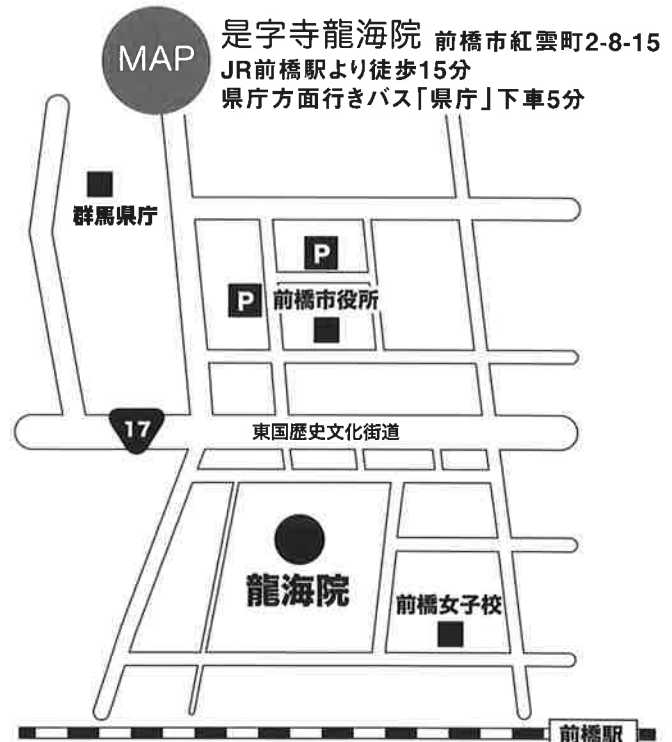 MAP
是字寺龍海院 前橋市紅雲町2-8-15
JR前橋駅より徒歩15分
県庁方面行きバス「県庁」下車5分
群馬県庁
P
P
前橋市役所
17
東国歴史文化街道
龍海院
前橋女子校
前橋駅